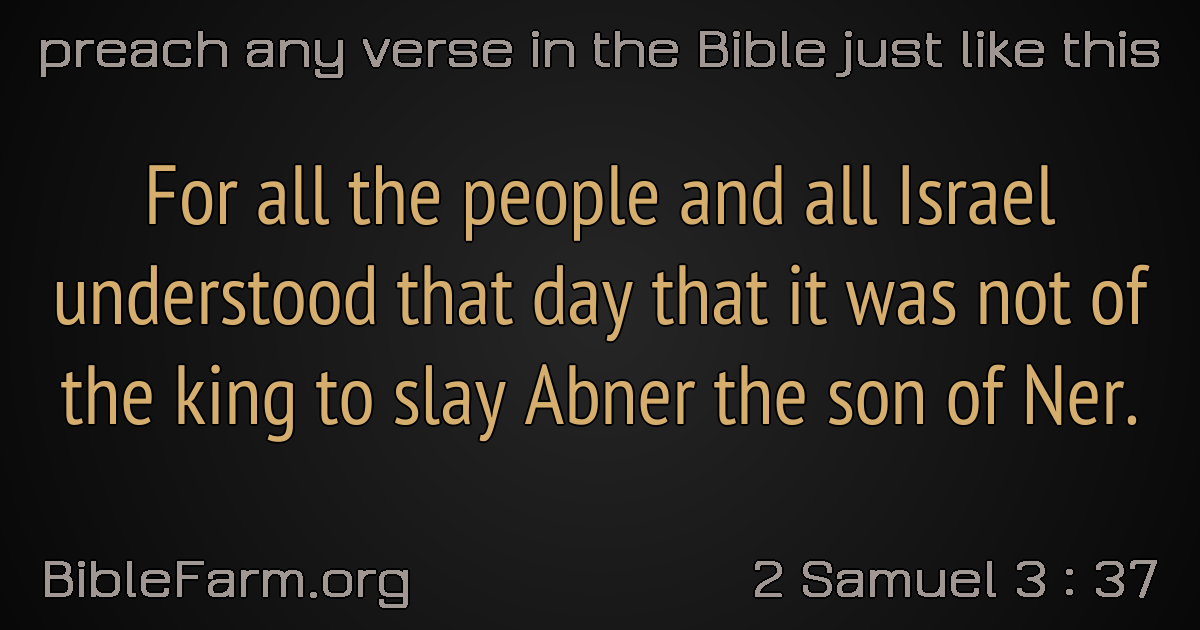 preach any verse in the Bible just like this
For all the people and all Israel
understood that day that it was not of
the king to slay Abner the son of Ner.
BibleFarm.org
2 Samuel 3 : 37